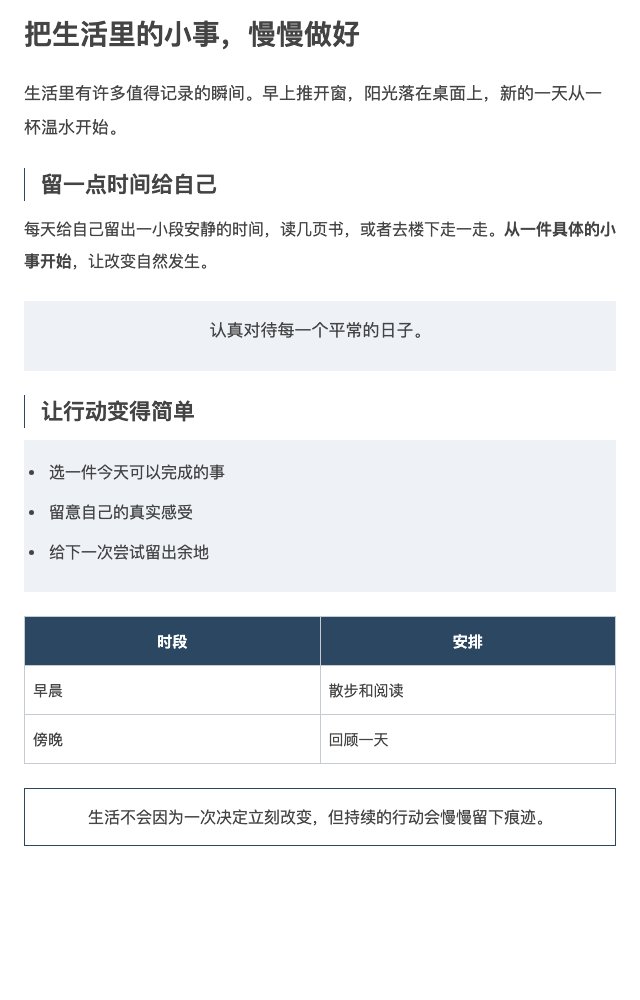 把生活里的小事，慢慢做好
生活里有许多值得记录的瞬间。早上推开窗，阳光落在桌面上，新的一天从一
杯温水开始。
留一点时间给自己
每天给自己留出一小段安静的时间，读几页书，或者去楼下走一走。从一件具体的小
事开始，让改变自然发生。
认真对待每一个平常的日子。
让行动变得简单
• 选一件今天可以完成的事
• 留意自己的真实感受
• 给下一次尝试留出余地
时段 安排
早晨 散步和阅读
傍晚 回顾一天
生活不会因为一次决定立刻改变，但持续的行动会慢慢留下痕迹。